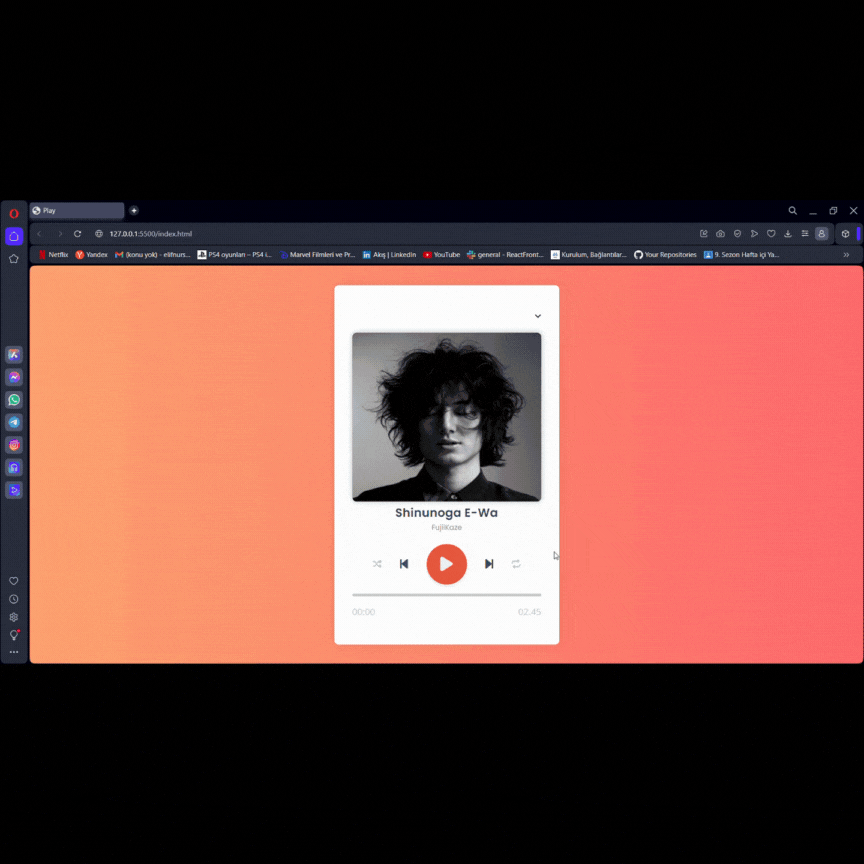 Play
127.0.0.1:5500/index.html
Netflix Yandex (konu yok) - elifnurs... PS4 oyunları – PS4 i... Marvel Filmleri ve Pr... Akış | LinkedIn YouTube general - ReactFront... Kurulum, Bağlantılar... Your Repositories 9. Sezon Hafta içi Ya...
Shinunoga E-Wa
FujiiKaze
00:00 02.45